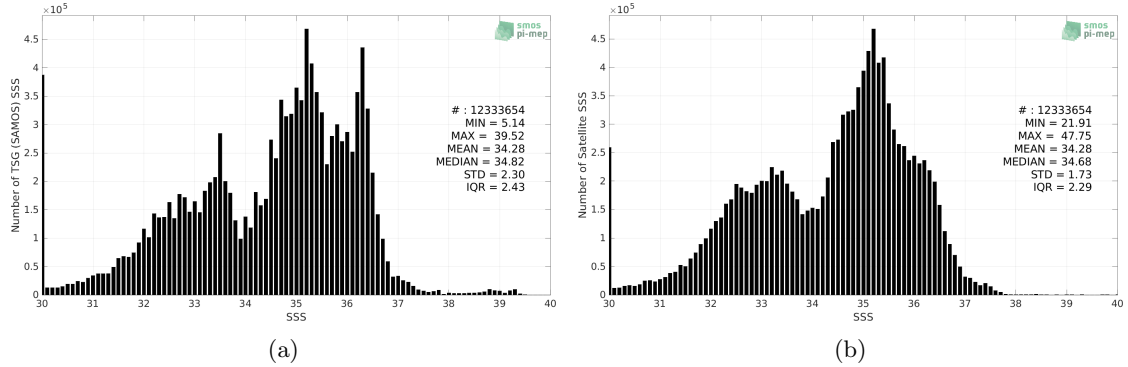 ×10⁵
4.5
4
3.5
3
2.5
2
1.5
1
0.5
0
Number of TSG (SAMOS) SSS
smos
pi-mep
# : 12333654
MIN = 5.14
MAX = 39.52
MEAN = 34.28
MEDIAN = 34.82
STD = 2.30
IQR = 2.43
30 31 32 33 34 35 36 37 38 39 40
SSS
(a)
×10⁵
4.5
4
3.5
3
2.5
2
1.5
1
0.5
0
Number of Satellite SSS
smos
pi-mep
# : 12333654
MIN = 21.91
MAX = 47.75
MEAN = 34.28
MEDIAN = 34.68
STD = 1.73
IQR = 2.29
30 31 32 33 34 35 36 37 38 39 40
SSS
(b)